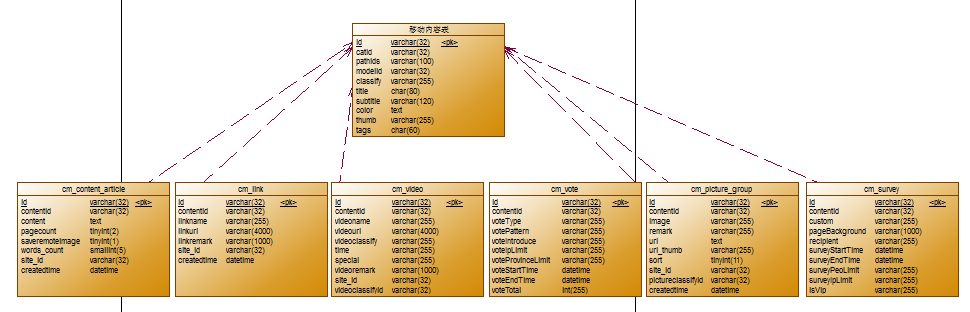 移动内容表
id varchar(32) <pk>
catid varchar(32)
pathids varchar(100)
modelid varchar(32)
classify varchar(255)
title char(80)
subtitle varchar(120)
color text
thumb varchar(255)
tags char(60)
cm_content_article
id varchar(32) <pk>
contentid varchar(32)
content text
pagecount tinyint(2)
saveremoteimage tinyint(1)
words_count smallint(5)
site_id varchar(32)
createdtime datetime
cm_link
id varchar(32) <pk>
contentid varchar(32)
linkname varchar(255)
linkurl varchar(4000)
linkremark varchar(1000)
site_id varchar(32)
createdtime datetime
cm_video
id varchar(32) <pk>
contentid varchar(32)
videoname varchar(255)
videourl varchar(4000)
videoclassify varchar(255)
time varchar(255)
special varchar(255)
videoremark varchar(1000)
site_id varchar(32)
videoclassifyid varchar(32)
cm_vote
id varchar(32) <pk>
contentid varchar(32)
voteType varchar(255)
votePattern varchar(255)
voteIntroduce varchar(255)
voteIpLimit varchar(255)
voteProvinceLimit varchar(255)
voteStartTime datetime
voteEndTime datetime
voteTotal int(255)
cm_picture_group
id varchar(32) <pk>
contentid varchar(32)
image varchar(255)
remark varchar(255)
url text
url_thumb varchar(255)
sort tinyint(11)
site_id varchar(32)
pictureclassifyid varchar(32)
createdtime datetime
cm_survey
id varchar(32) <pk>
contentid varchar(32)
custom varchar(255)
pageBackground varchar(1000)
recipient varchar(255)
surveyStartTime datetime
surveyEndTime datetime
surveyPeoLimit varchar(255)
surveyIpLimit varchar(255)
isVip varchar(255)